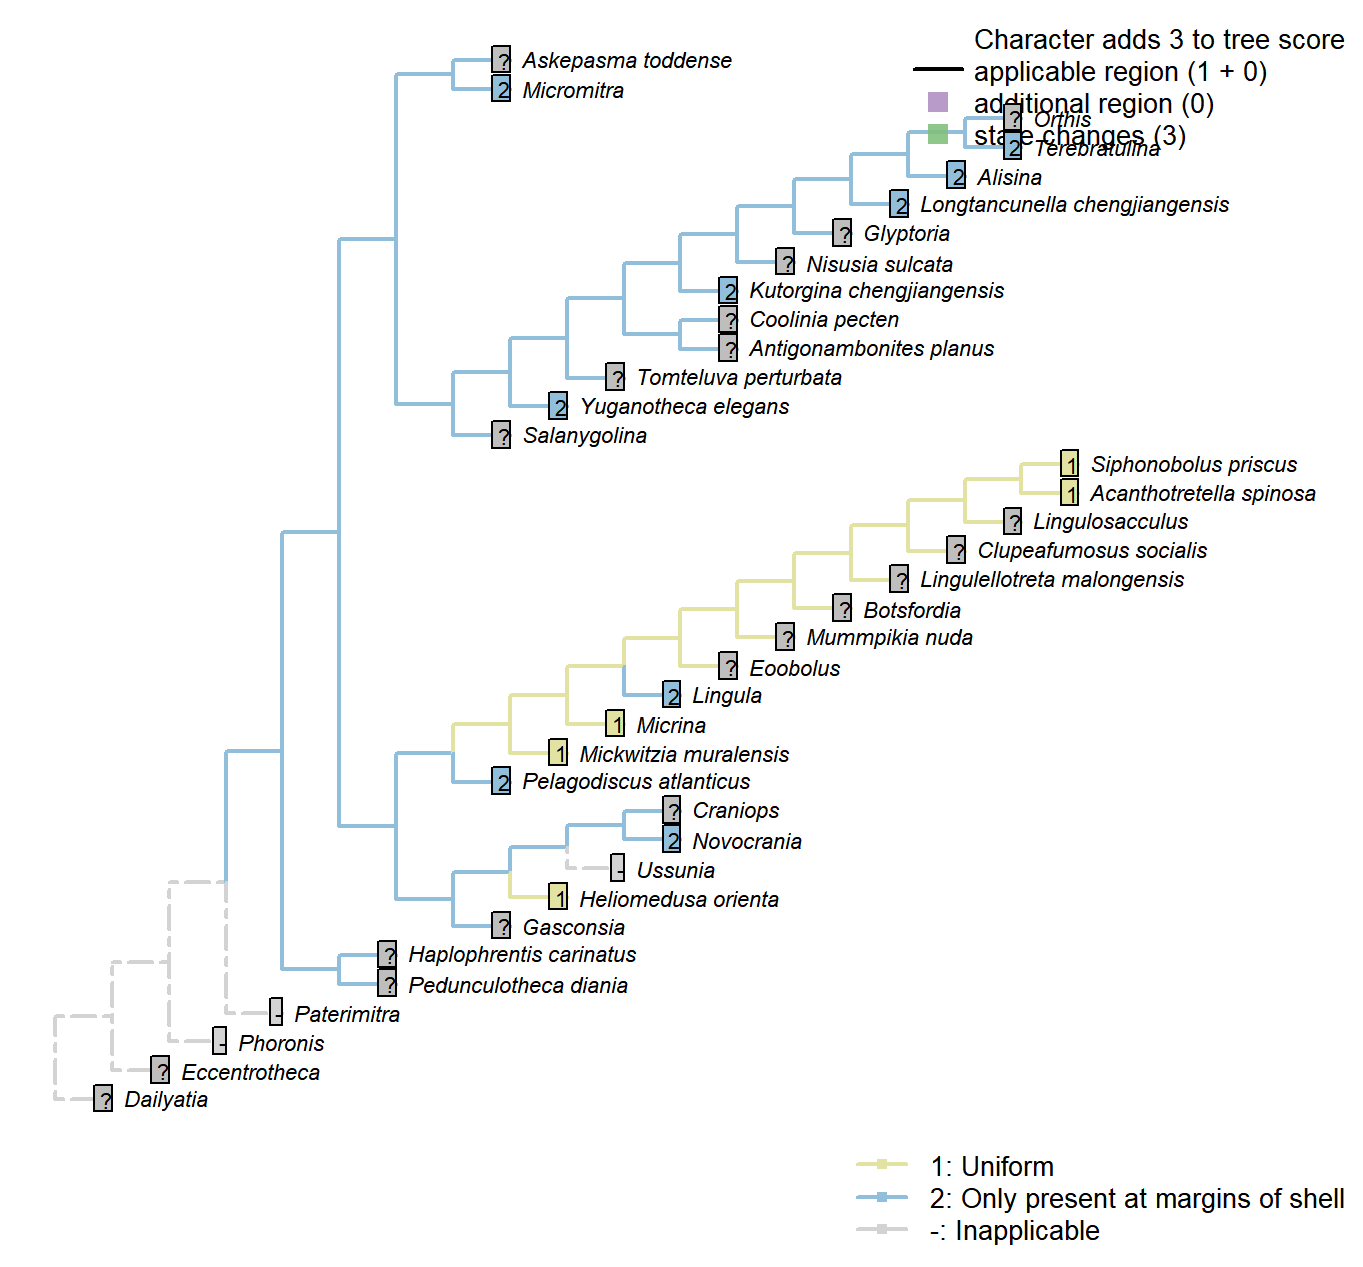 Character adds 3 to tree score
applicable region (1 + 0)
additional region (0)
state changes (3)
? Askepasma toddense
2 Micromitra
? Orthis
2 Terebratulina
2 Alisina
2 Longtancunella chengjiangensis
? Glyptoria
? Nisusia sulcata
2 Kutorgina chengjiangensis
? Coolinia pecten
? Antigonambonites planus
? Tomteluva perturbata
2 Yuganotheca elegans
? Salanygolina
1 Siphonobolus priscus
1 Acanthotretella spinosa
? Lingulosacculus
? Clupeafumosus socialis
? Lingulellotreta malongensis
? Botsfordia
? Mummpikia nuda
? Eoobolus
2 Lingula
1 Micrina
1 Mickwitzia muralensis
2 Pelagodiscus atlanticus
? Craniops
2 Novocrania
- Ussunia
1 Heliomedusa orienta
? Gasconsia
? Haplophrentis carinatus
? Pedunculotheca diania
- Paterimitra
- Phoronis
? Eccentrotheca
? Dailyatia
1: Uniform
2: Only present at margins of shell
-: Inapplicable